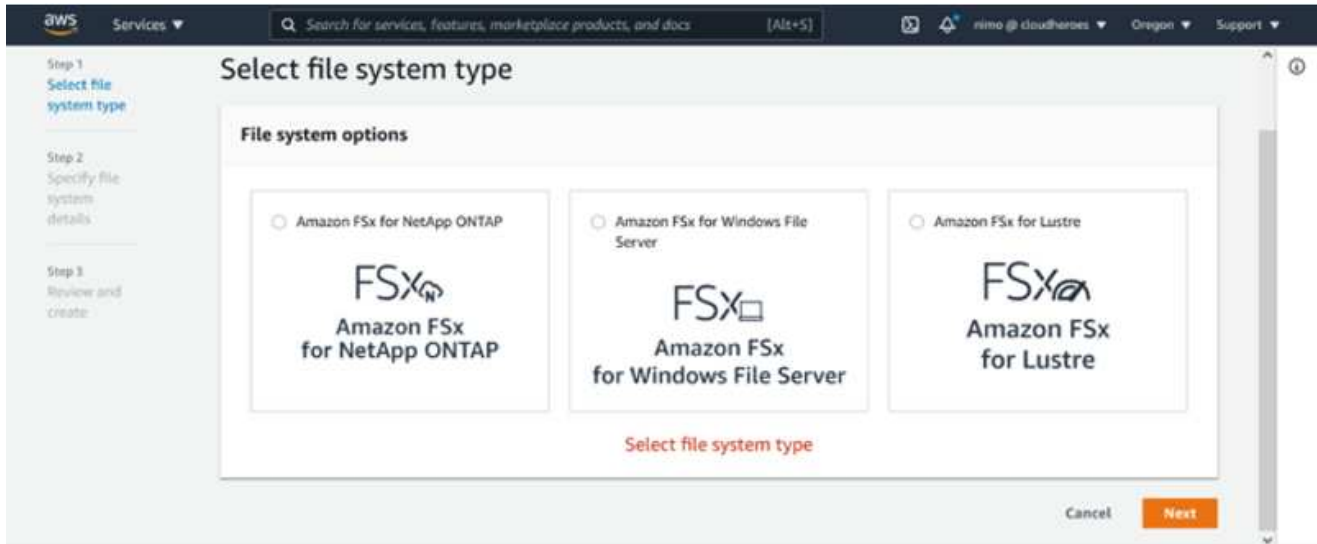 aws
Services ▼
Search for services, features, marketplace products, and docs
[Alt+S]
nimo @ cloudheroes ▼
Oregon ▼
Support ▼
Step 1
Select file
system type
Step 2
Specify file
system
details
Step 3
Review and
create
Select file system type
File system options
Amazon FSx for NetApp ONTAP
FSx
N
Amazon FSx
for NetApp ONTAP
Amazon FSx for Windows File
Server
FSx
Amazon FSx
for Windows File Server
Amazon FSx for Lustre
FSx
Amazon FSx
for Lustre
Select file system type
Cancel
Next